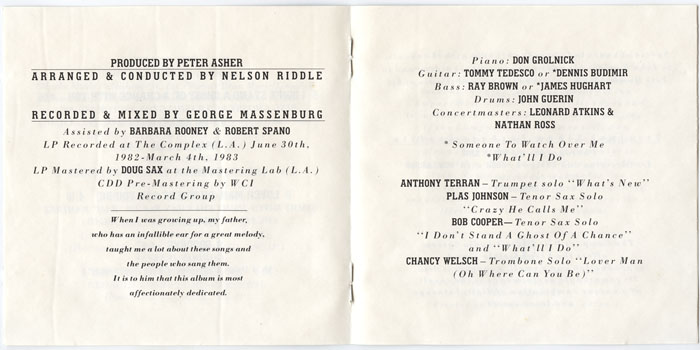 PRODUCED BY PETER ASHER
ARRANGED & CONDUCTED BY NELSON RIDDLE
RECORDED & MIXED BY GEORGE MASSENBURG
Assisted by BARBARA ROONEY & ROBERT SPANO
LP Recorded at The Complex (L.A.) June 30th,
1982-March 4th, 1983
LP Mastered by DOUG SAX at the Mastering Lab (L.A.)
CDD Pre-Mastering by WCI
Record Group
When I was growing up, my father,
who has an infallible ear for a great melody,
taught me a lot about these songs and
the people who sang them.
It is to him that this album is most
affectionately dedicated.
Piano: DON GROLNICK
Guitar: TOMMY TEDESCO or *DENNIS BUDIMIR
Bass: RAY BROWN or *JAMES HUGHART
Drums: JOHN GUERIN
Concertmasters: LEONARD ATKINS &
NATHAN ROSS
* Someone To Watch Over Me
*What'll I Do
ANTHONY TERRAN – Trumpet solo "What's New"
PLAS JOHNSON – Tenor Sax Solo
"Crazy He Calls Me"
BOB COOPER — Tenor Sax Solo
"I Don't Stand A Ghost Of A Chance"
and "What'll I Do"
CHANCY WELSCH – Trombone Solo "Lover Man
(Oh Where Can You Be)"